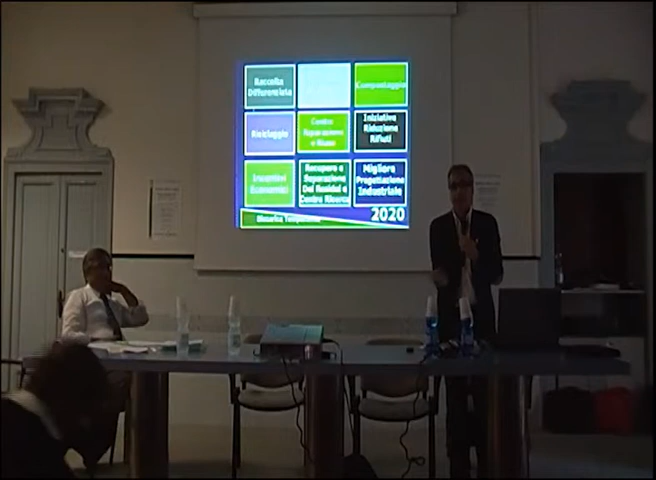 Raccolta
Differenziata
Compostaggio
Riciclaggio
Centro
Riparazione
e Riuso
Iniziative
Riduzione
Rifiuti
Incentivi
Economici
Recupero e
Separazione
Dei Residui e
Centro Ricerca
Migliore
Progettazione
Industriale
Discarica
2020